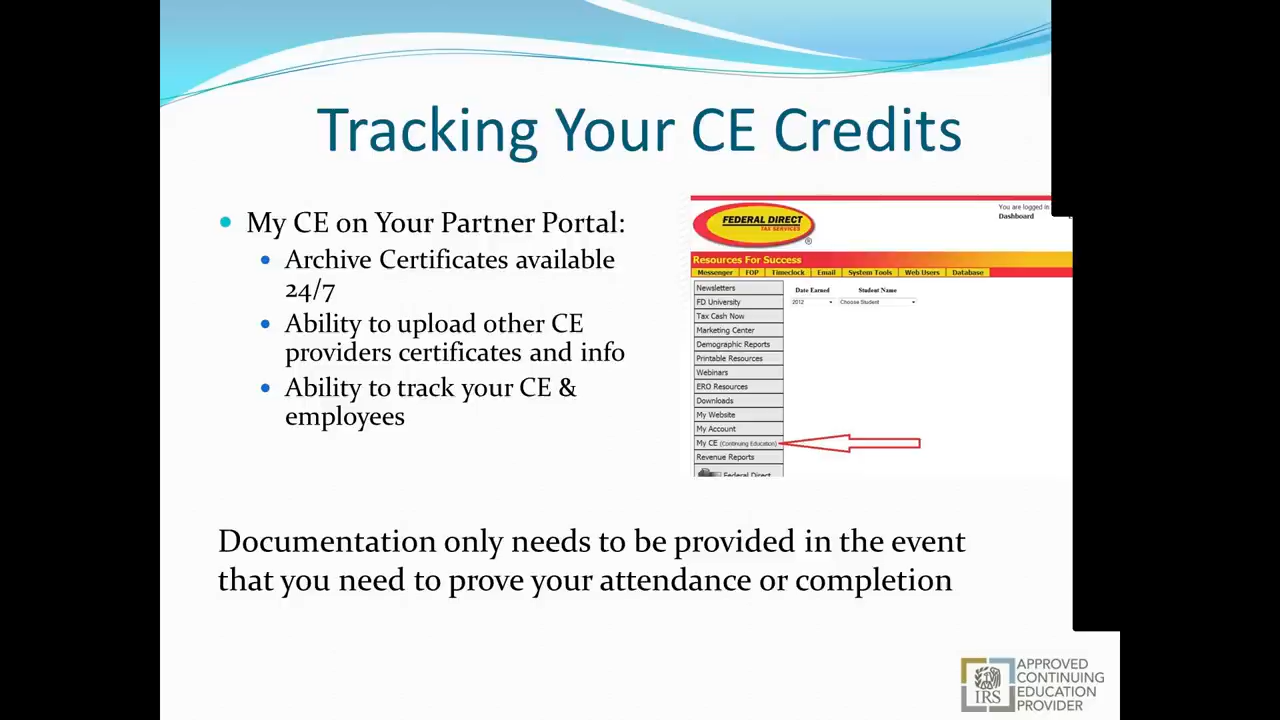 Tracking Your CE Credits
My CE on Your Partner Portal:
Archive Certificates available
24/7
Ability to upload other CE
providers certificates and info
Ability to track your CE &
employees
You are logged in
Dashboard
FEDERAL DIRECT
TAX SERVICES
®
Resources For Success
Messenger FOP Timeclock Email System Tools Web Users Database
Newsletters
FD University
Tax Cash Now
Marketing Center
Demographic Reports
Printable Resources
Webinars
ERO Resources
Downloads
My Website
My Account
My CE (Continuing Education)
Revenue Reports
Federal Direct
Date Earned Student Name
2012 Choose Student
Documentation only needs to be provided in the event
that you need to prove your attendance or completion
IRS
APPROVED
CONTINUING
EDUCATION
PROVIDER